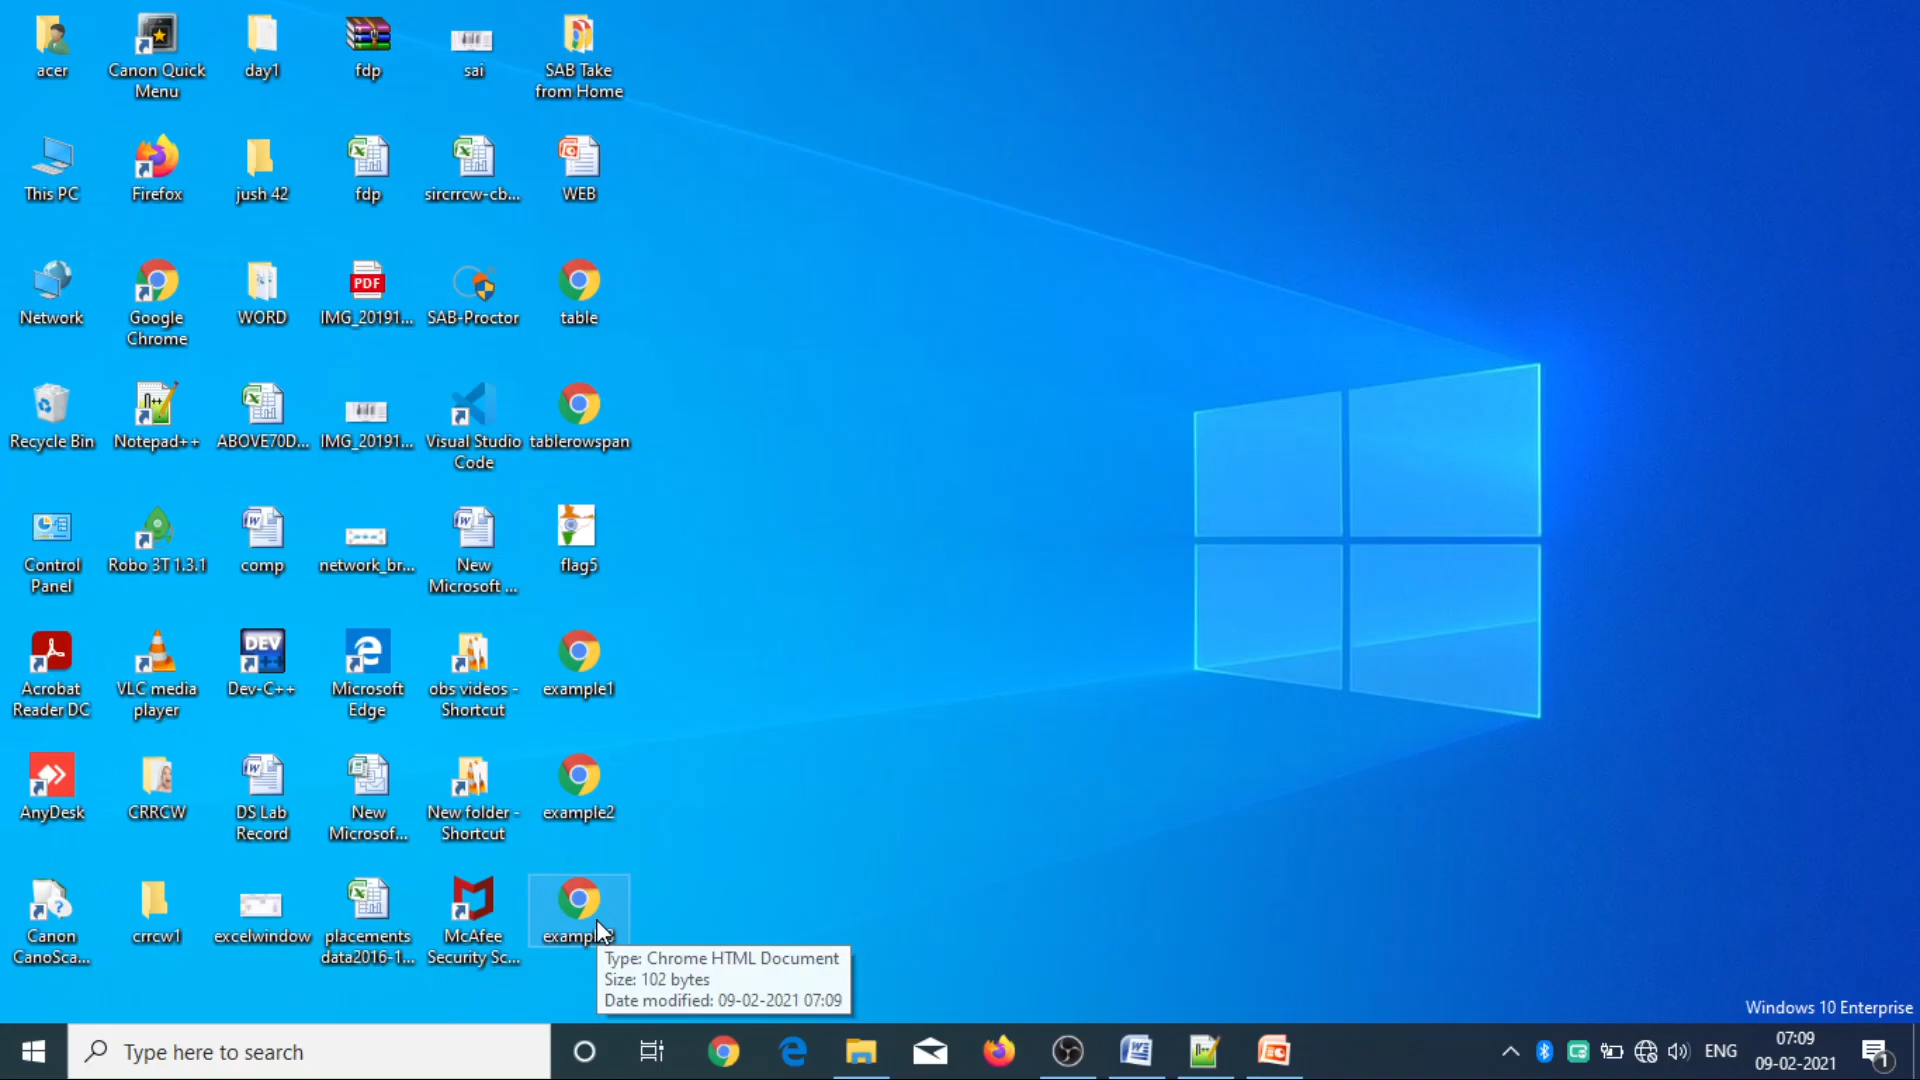 acer
Canon Quick
Menu
day1
fdp
sai
SAB Take
from Home
This PC
Firefox
jush 42
fdp
sircrrcw-cb...
WEB
Network
Google
Chrome
WORD
PDF
IMG_20191...
SAB-Proctor
table
Recycle Bin
Notepad++
ABOVE70D...
IMG_20191...
Visual Studio
Code
tablerowspan
Control
Panel
Robo 3T 1.3.1
comp
network_br...
New
Microsoft ...
flag5
Acrobat
Reader DC
VLC media
player
DEV
C++
Dev-C++
Microsoft
Edge
obs videos -
Shortcut
example1
AnyDesk
CRRCW
DS Lab
Record
New
Microsof...
New folder -
Shortcut
example2
Canon
CanoSca...
crrcw1
excelwindow
placements
data2016-1...
McAfee
Security Sc...
Type: Chrome HTML Document
Size: 102 bytes
Date modified: 09-02-2021 07:09
Windows 10 Enterprise
Type here to search
ENG
07:09
09-02-2021
1